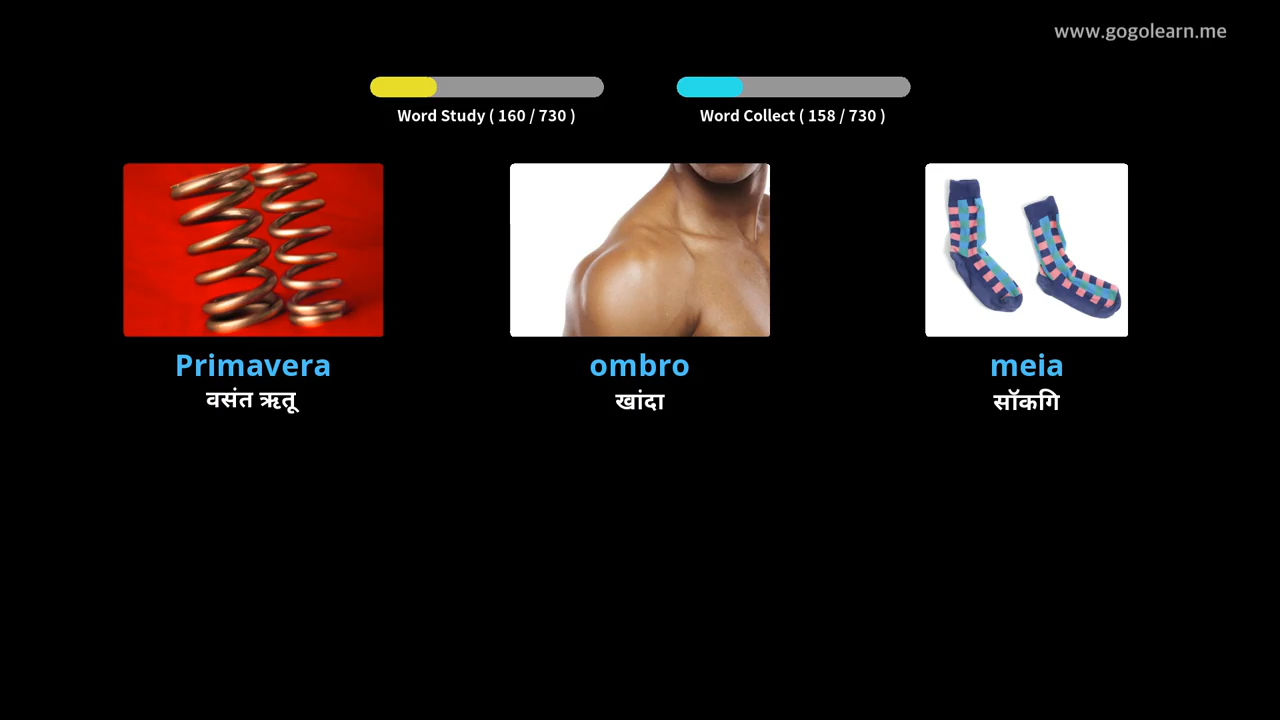 www.gogolearn.me
Word Study ( 160 / 730 )
Word Collect ( 158 / 730 )
Primavera
वसंत ऋतू
ombro
खांदा
meia
सॉकगि